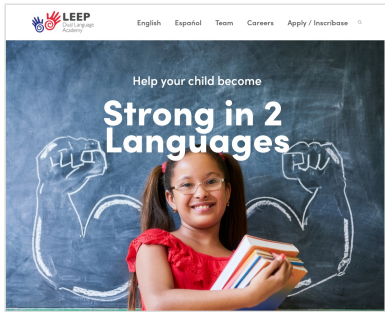 LEEP
Dual Language
Academy
English Español Team Careers Apply / Inscríbase
Help your child become
Strong in 2
Languages